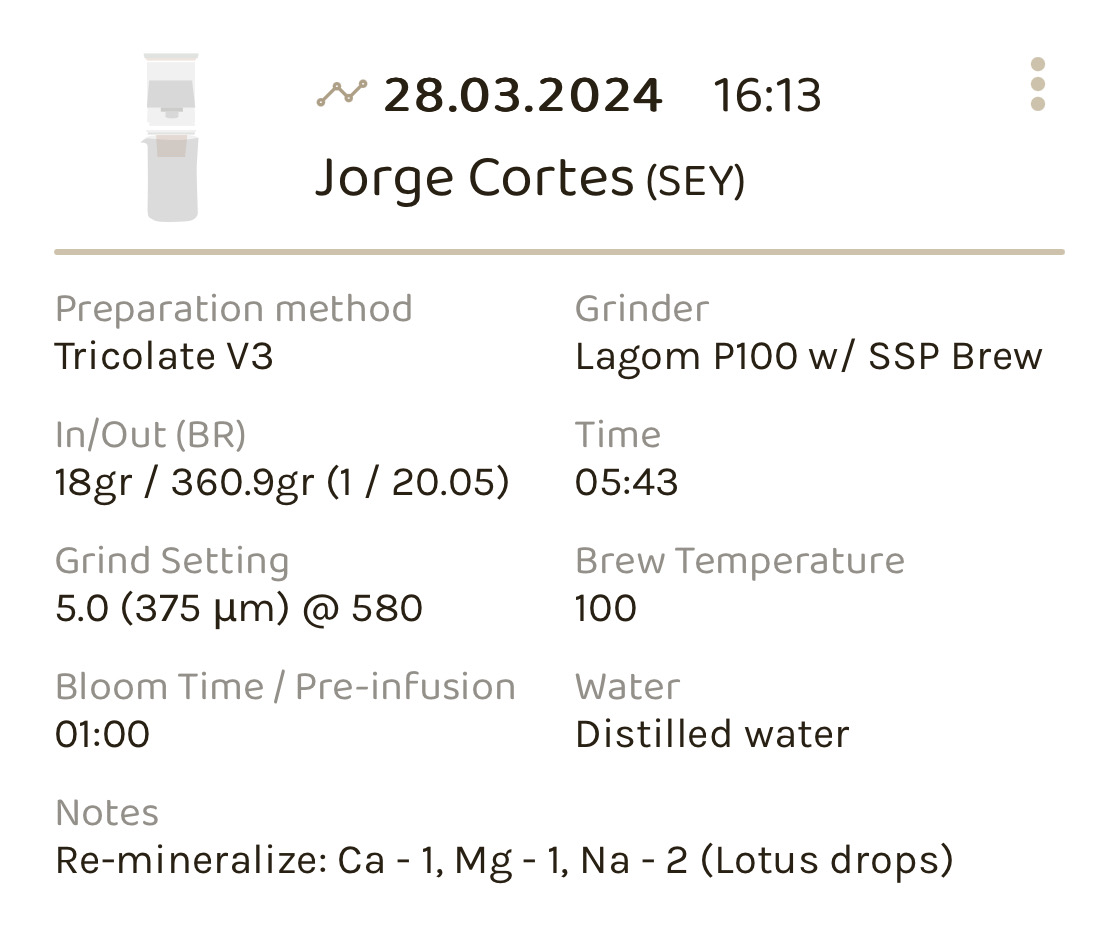 28.03.2024 16:13
Jorge Cortes (SEY)
Preparation method
Tricolate V3
Grinder
Lagom P100 w/ SSP Brew
In/Out (BR)
18gr / 360.9gr (1 / 20.05)
Time
05:43
Grind Setting
5.0 (375 µm) @ 580
Brew Temperature
100
Bloom Time / Pre-infusion
01:00
Water
Distilled water
Notes
Re-mineralize: Ca - 1, Mg - 1, Na - 2 (Lotus drops)